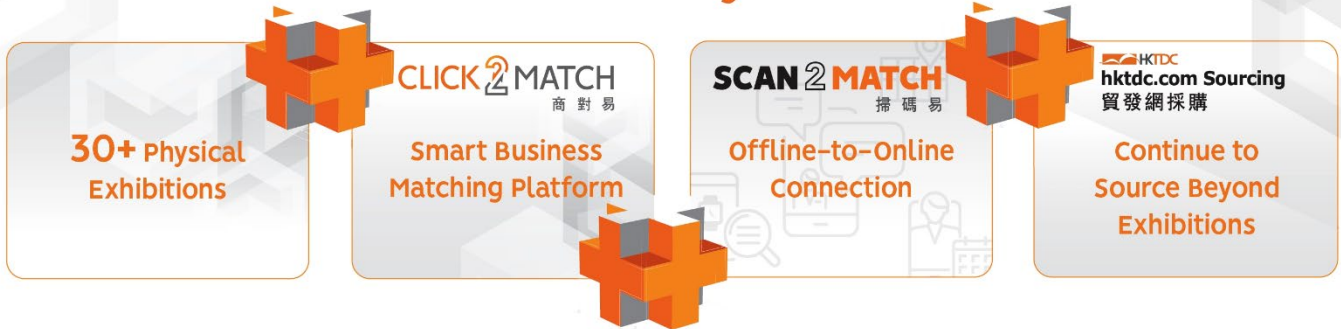 30+ Physical
Exhibitions
CLICK2MATCH
商對易
Smart Business
Matching Platform
SCAN2MATCH
掃碼易
Offline-to-Online
Connection
HKTDC
hktdc.com Sourcing
貿發網採購
Continue to
Source Beyond
Exhibitions